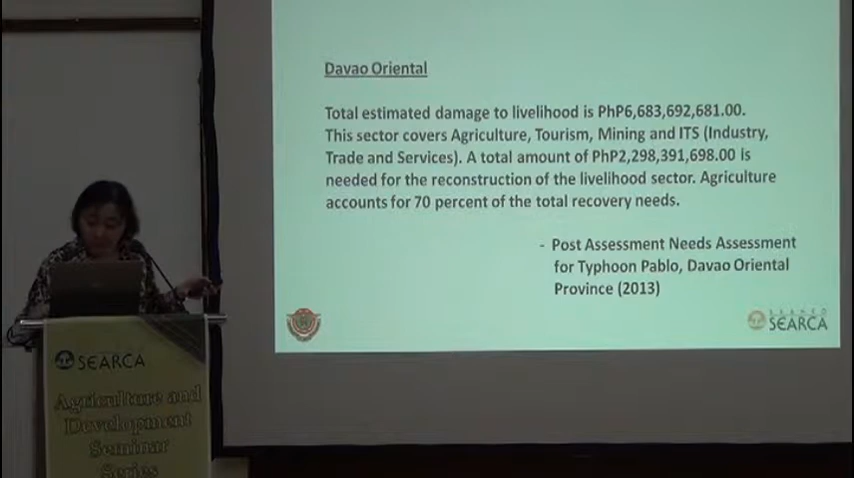 Davao Oriental
Total estimated damage to livelihood is PhP6,683,692,681.00.
This sector covers Agriculture, Tourism, Mining and ITS (Industry,
Trade and Services). A total amount of PhP2,298,391,698.00 is
needed for the reconstruction of the livelihood sector. Agriculture
accounts for 70 percent of the total recovery needs.
- Post Assessment Needs Assessment
for Typhoon Pablo, Davao Oriental
Province (2013)
SEARCA
SEARCA
Agriculture and
Development
Seminar
Series